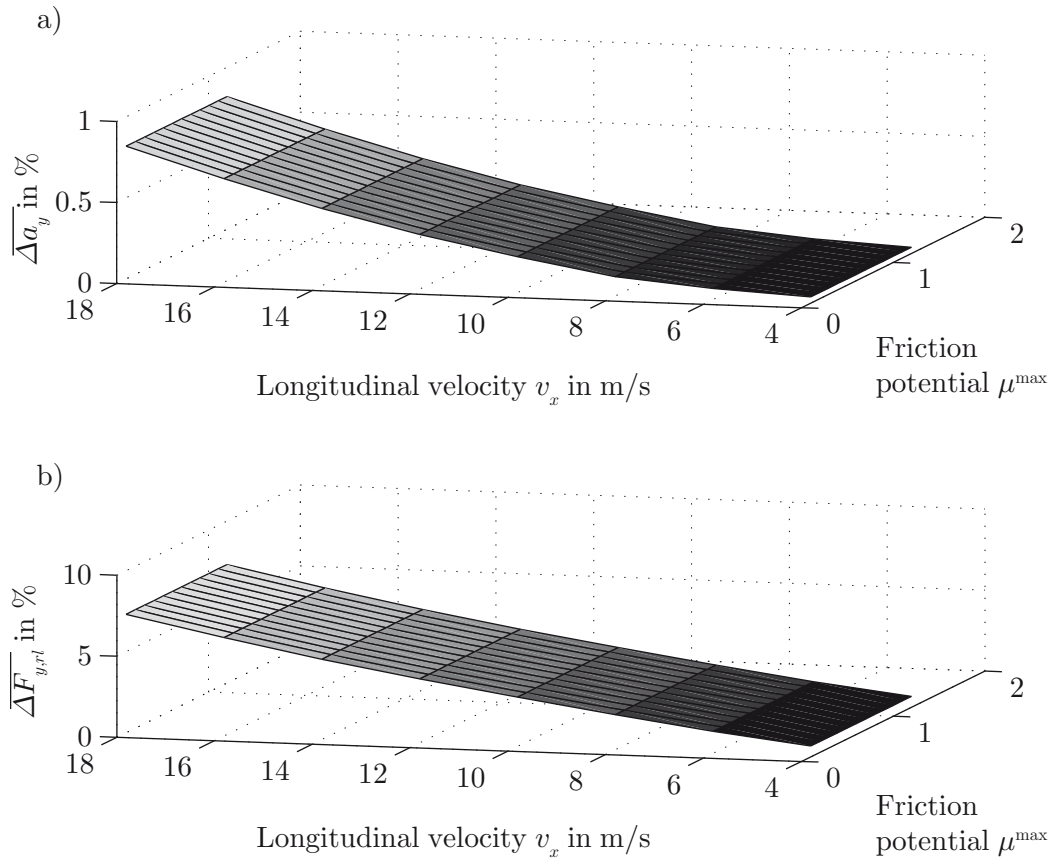 a)
1
0.5
0
Δa_y in %
18
16
14
12
10
8
6
4
0
1
2
Longitudinal velocity v_x in m/s
Friction
potential μ^max
b)
10
5
0
ΔF_y,rl in %
18
16
14
12
10
8
6
4
0
1
2
Longitudinal velocity v_x in m/s
Friction
potential μ^max